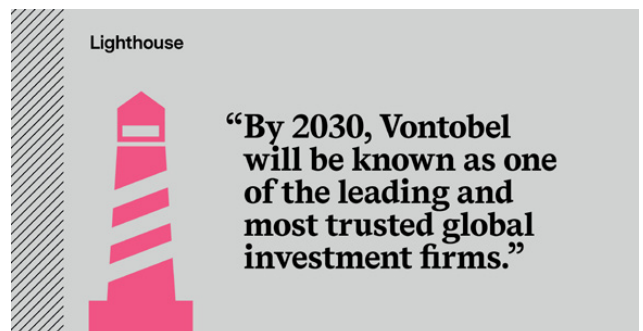 Lighthouse
“By 2030, Vontobel
will be known as one
of the leading and
most trusted global
investment firms.”